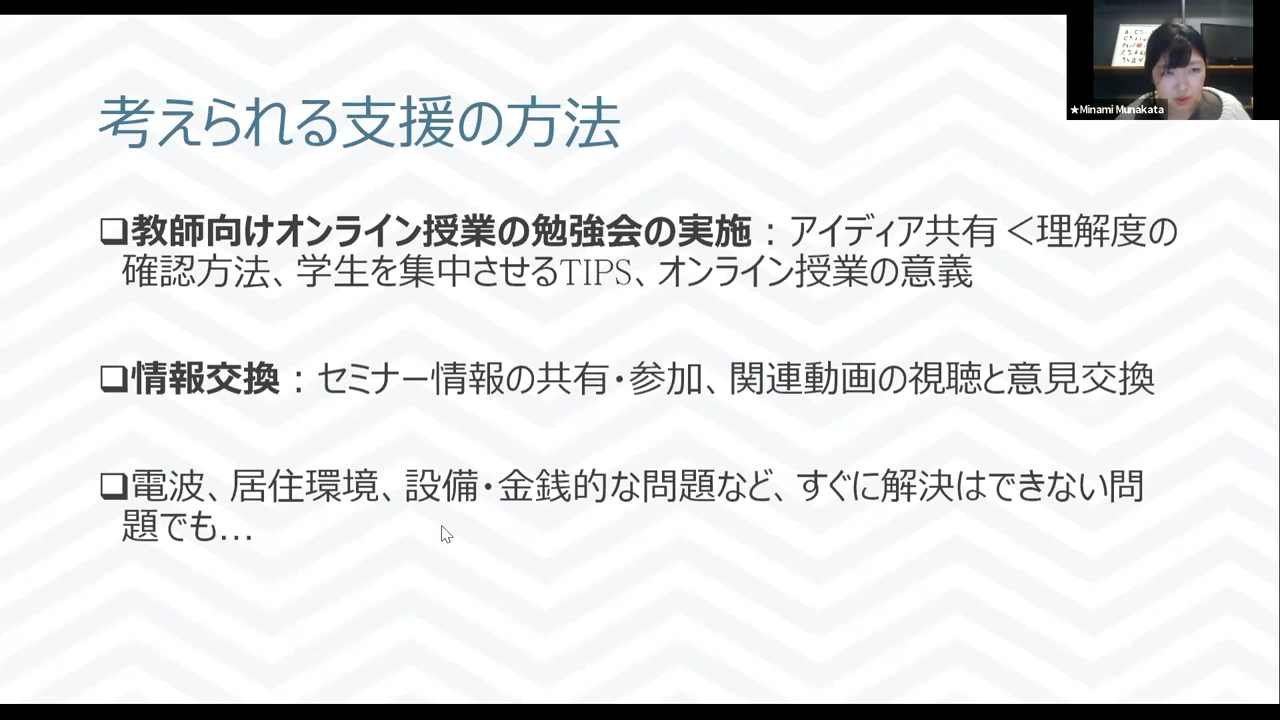 考えられる支援の方法
★Minami Munakata
❑教師向けオンライン授業の勉強会の実施：アイディア共有＜理解度の
確認方法、学生を集中させるTIPS、オンライン授業の意義
❑情報交換：セミナー情報の共有・参加、関連動画の視聴と意見交換
❑電波、居住環境、設備・金銭的な問題など、すぐに解決はできない問
題でも…